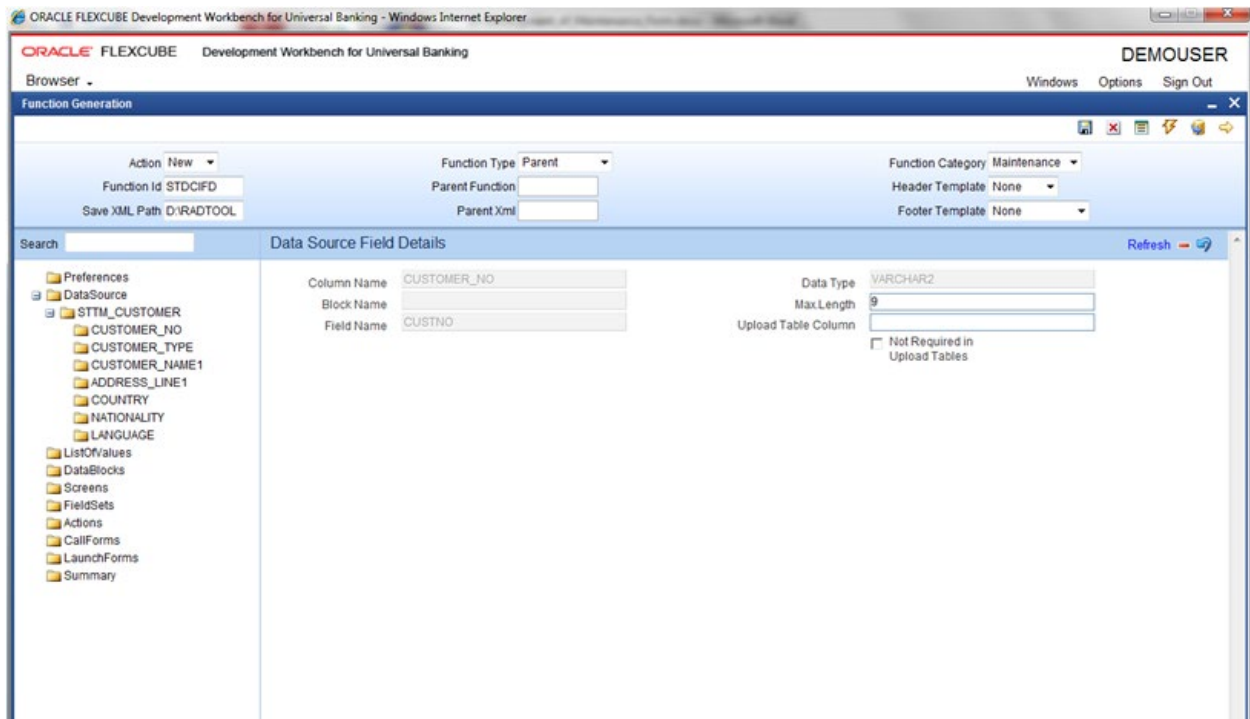 ORACLE FLEXCUBE Development Workbench for Universal Banking - Windows Internet Explorer
ORACLE FLEXCUBE Development Workbench for Universal Banking DEMOUSER
Browser Windows Options Sign Out
Function Generation
Action New Function Type Parent Function Category Maintenance
Function Id STDCIFD Parent Function Header Template None
Save XML Path D:\RADTOOL Parent Xml Footer Template None
Search Data Source Field Details Refresh
Preferences
DataSource
STTM_CUSTOMER
CUSTOMER_NO
CUSTOMER_TYPE
CUSTOMER_NAME1
ADDRESS_LINE1
COUNTRY
NATIONALITY
LANGUAGE
ListOfValues
DataBlocks
Screens
FieldSets
Actions
CallForms
LaunchForms
Summary
Column Name CUSTOMER_NO Data Type VARCHAR2
Block Name Max.Length 9
Field Name CUSTNO Upload Table Column
Not Required in
Upload Tables